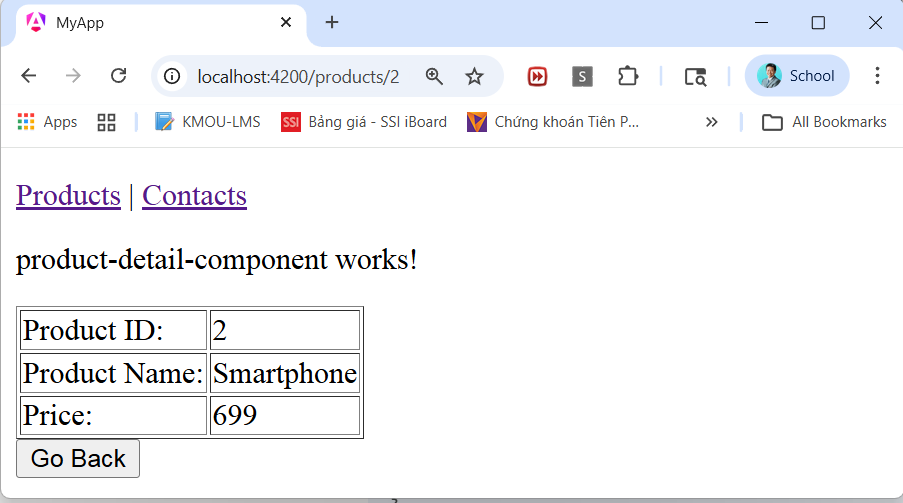 MyApp
localhost:4200/products/2
S
School
Apps
KMOU-LMS
SSI
Bảng giá - SSI iBoard
Chứng khoán Tiên P...
All Bookmarks
Products | Contacts
product-detail-component works!
Product ID: 2
Product Name: Smartphone
Price: 699
Go Back